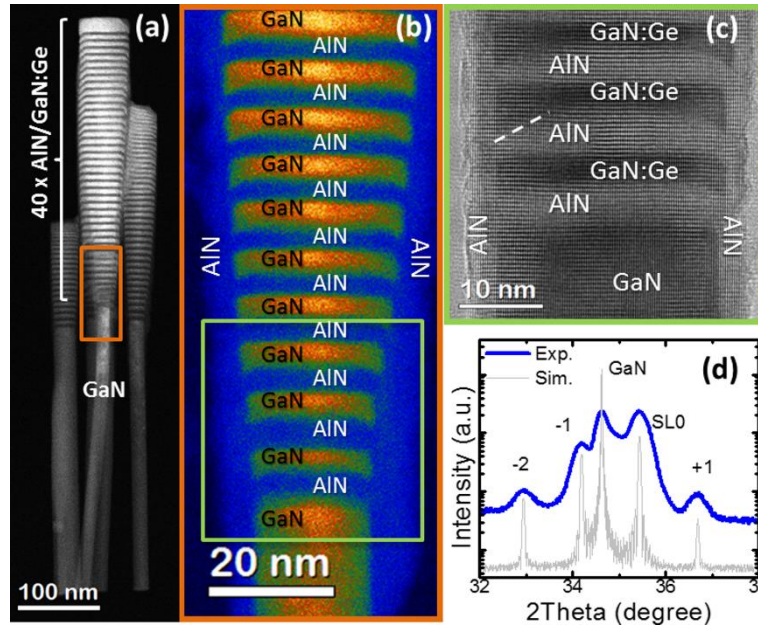 (a)
40 x AlN/GaN:Ge
GaN
100 nm
(b)
GaN
AlN
GaN
AlN
GaN
AlN
GaN
AlN
GaN
AlN
GaN
AlN
GaN
AlN
AlN
AlN
GaN
AlN
GaN
AlN
GaN
AlN
GaN
20 nm
(c)
GaN:Ge
AlN
GaN:Ge
AlN
GaN:Ge
AlN
AlN
AlN
GaN
10 nm
(d)
Exp.
Sim.
GaN
-1
SL0
-2
+1
Intensity (a.u.)
32 34 36
2Theta (degree)